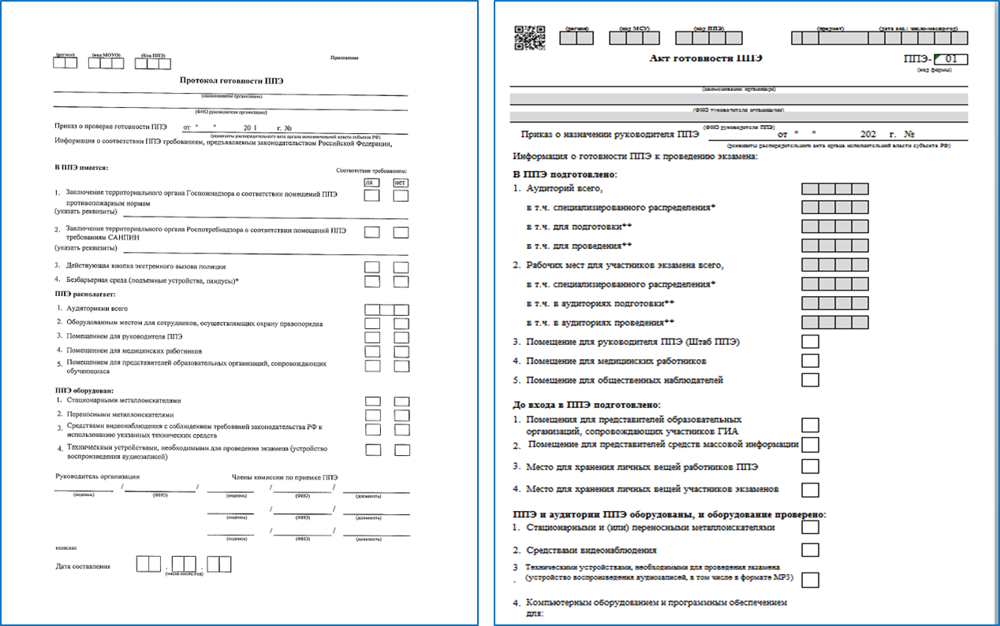 (регион) (код МОУО) (Код ППЭ)
Приложение
Протокол готовности ППЭ
(наименование организации)
(ФИО руководителя организации)
Приказ о проверке готовности ППЭ от " " 20 1 г. №
(реквизиты распорядительного акта органа исполнительной власти субъекта РФ)
Информация о соответствии ППЭ требованиям, предъявляемым законодательством Российской Федерации,
В ППЭ имеется:
Соответствие требованиям:
да нет
1. Заключение территориального органа Госпожнадзора о соответствии помещений ППЭ
противопожарным нормам
(указать реквизиты)
2. Заключение территориального органа Роспотребнадзора о соответствии помещений ППЭ
требованиям САНПИН
(указать реквизиты)
3. Действующая кнопка экстренного вызова полиции
4. Безбарьерная среда (подъемные устройства, пандусы)*
ППЭ располагает:
1. Аудиториями всего
2. Оборудованным местом для сотрудников, осуществляющих охрану правопорядка
3. Помещением для руководителя ППЭ
4. Помещением для медицинских работников
5. Помещением для представителей образовательных организаций, сопровождающих
обучающихся
ППЭ оборудован:
1. Стационарными металлоискателями
2. Переносными металлоискателями
3. Средствами видеонаблюдения с соблюдением требований законодательства РФ к
использованию указанных технических средств
4. Техническими устройствами, необходимыми для проведения экзамена (устройство
воспроизведения аудиозаписей)
Руководитель организации Члены комиссии по приемке ППЭ
/ / / /
(подпись) (ФИО) (подпись) (ФИО) (должность)
/ /
(подпись) (ФИО) (должность)
/ /
(подпись) (ФИО) (должность)
колясках
Дата составления . .
(число.месяц.год)
(регион) (код МСУ) (код ППЭ) (предмет) (дата экз.: число-месяц-год)
Акт готовности ППЭ
ППЭ- 01
(код формы)
(наименование организации)
(ФИО руководителя организации)
(ФИО руководителя ППЭ)
Приказ о назначении руководителя ППЭ от " " 202 г. №
(реквизиты распорядительного акта органа исполнительной власти субъекта РФ)
Информация о готовности ППЭ к проведению экзамена:
В ППЭ подготовлено:
1. Аудиторий всего,
в т.ч. специализированного распределения*
в т.ч. для подготовки**
в т.ч. для проведения**
2. Рабочих мест для участников экзамена всего,
в т.ч. специализированного распределения*
в т.ч. в аудиториях подготовки**
в т.ч. в аудиториях проведения**
3. Помещение для руководителя ППЭ (Штаб ППЭ)
4. Помещение для медицинских работников
5. Помещение для общественных наблюдателей
До входа в ППЭ подготовлено:
1. Помещения для представителей образовательных
организаций, сопровождающих участников ГИА
2. Помещение для представителей средств массовой информации
3. Место для хранения личных вещей работников ППЭ
4. Место для хранения личных вещей участников экзаменов
ППЭ и аудитории ППЭ оборудованы, и оборудование проверено:
1. Стационарными и (или) переносными металлоискателями
2. Средствами видеонаблюдения
3 Техническими устройствами, необходимыми для проведения экзамена
. (устройство воспроизведения аудиозаписей, в том числе в формате MP3)
4. Компьютерным оборудованием и программным обеспечением
для: